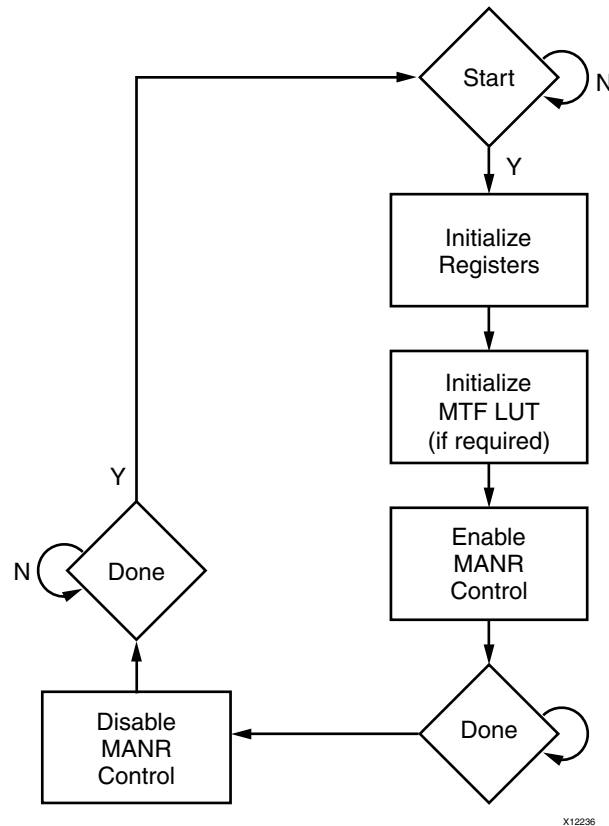 Start
N
Y
Initialize
Registers
Initialize
MTF LUT
(if required)
Enable
MANR
Control
Done
Disable
MANR
Control
Done
N
Y
X12236